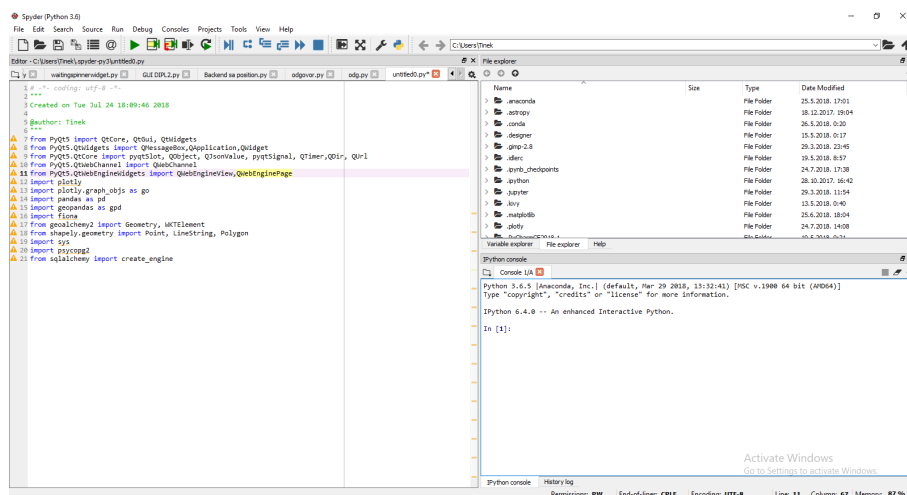 Spyder (Python 3.6)
File Edit Search Source Run Debug Consoles Projects Tools View Help
C:\Users\Tinek
Editor - C:\Users\Tinek\.spyder-py3\untitled0.py
y waitingspinnerwidget.py GUI DIPL2.py Backend sa position.py odgovor.py odg.py untitled0.py*
1 # -*- coding: utf-8 -*-
2 """
3 Created on Tue Jul 24 18:09:46 2018
4
5 @author: Tinek
6 """
7 from PyQt5 import QtCore, QtGui, QtWidgets
8 from PyQt5.QtWidgets import QMessageBox,QApplication,QWidget
9 from PyQt5.QtCore import pyqtSlot, QObject, QJsonValue, pyqtSignal, QTimer,QDir, QUrl
10 from PyQt5.QtWebChannel import QWebChannel
11 from PyQt5.QtWebEngineWidgets import QWebEngineView,QWebEnginePage
12 import plotly
13 import plotly.graph_objs as go
14 import pandas as pd
15 import geopandas as gpd
16 import fiona
17 from geoalchemy2 import Geometry, WKTElement
18 from shapely.geometry import Point, LineString, Polygon
19 import sys
20 import psycopg2
21 from sqlalchemy import create_engine
File explorer
Name Size Type Date Modified
.anaconda File Folder 25.5.2018. 17:01
.astropy File Folder 18.12.2017. 19:04
.conda File Folder 26.5.2018. 0:20
.designer File Folder 15.5.2018. 0:17
.gimp-2.8 File Folder 29.3.2018. 23:45
.idlerc File Folder 19.5.2018. 8:57
.ipynb_checkpoints File Folder 24.7.2018. 17:38
.ipython File Folder 28.10.2017. 16:42
.jupyter File Folder 29.3.2018. 11:54
.kivy File Folder 13.5.2018. 0:40
.matplotlib File Folder 25.6.2018. 18:04
.plotly File Folder 24.7.2018. 14:08
.PyCharmCE2018.1 File Folder 10.5.2018. 0:21
Variable explorer File explorer Help
IPython console
Console 1/A
Python 3.6.5 |Anaconda, Inc.| (default, Mar 29 2018, 13:32:41) [MSC v.1900 64 bit (AMD64)]
Type "copyright", "credits" or "license" for more information.
IPython 6.4.0 -- An enhanced Interactive Python.
In [1]:
Activate Windows
Go to Settings to activate Windows.
IPython console History log
Permissions: RW End-of-lines: CRLF Encoding: UTF-8 Line: 11 Column: 67 Memory: 87 %